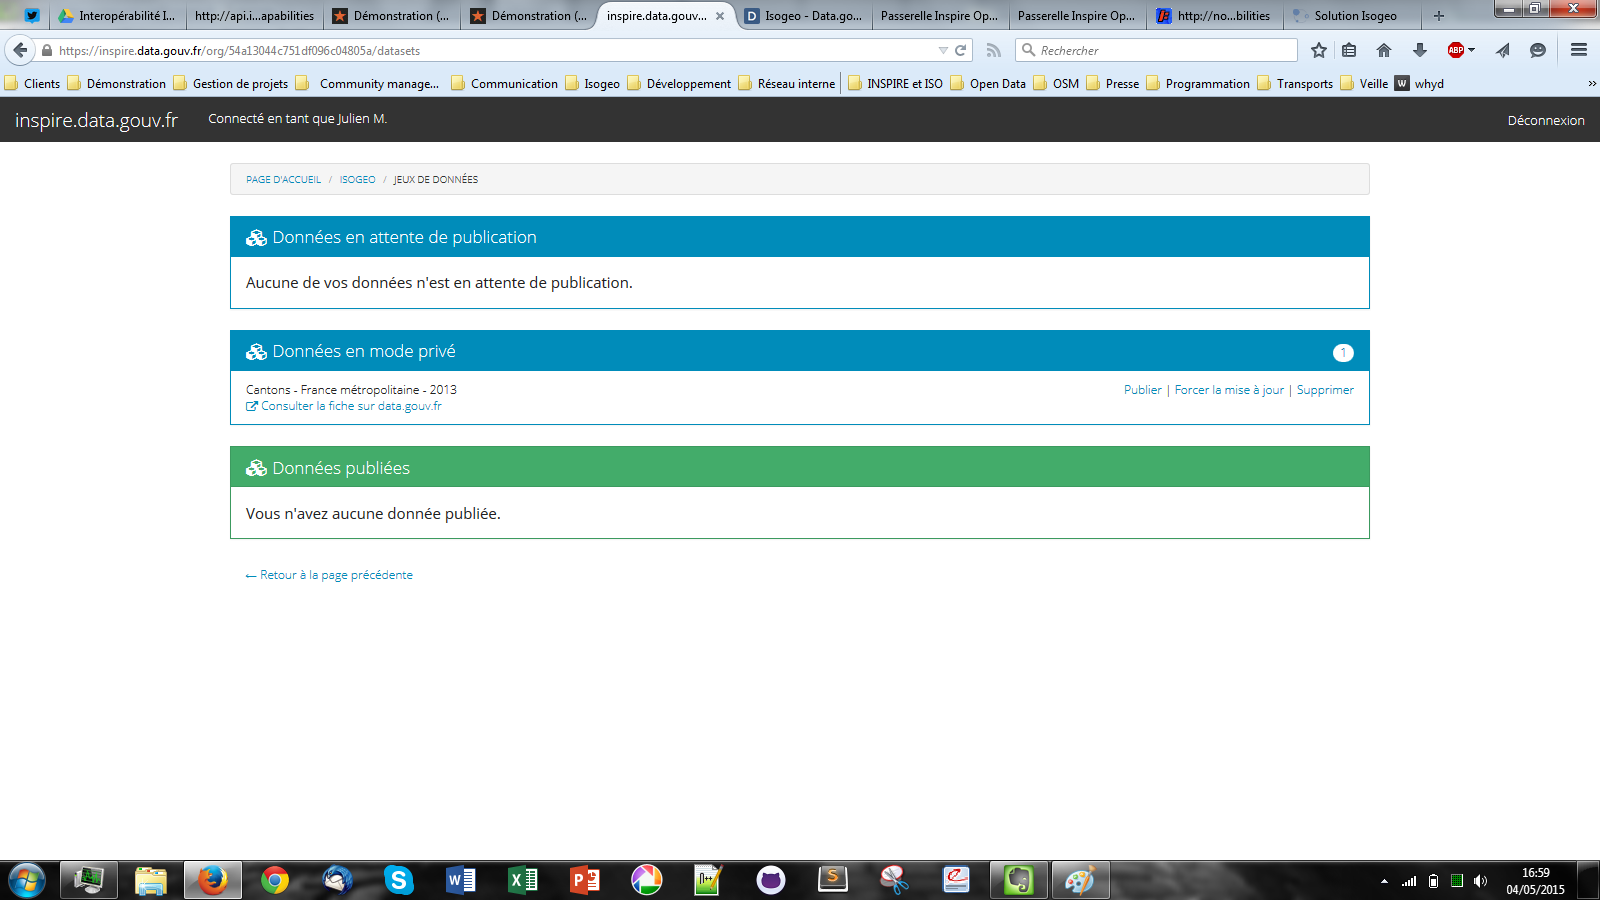 Interopérabilité I...
http://api.i...apabilities
Démonstration (...
Démonstration (...
inspire.data.gouv...
Isogeo - Data.go...
Passerelle Inspire Op...
Passerelle Inspire Op...
http://no...bilities
Solution Isogeo
https://inspire.data.gouv.fr/org/54a13044c751df096c04805a/datasets
Rechercher
ABP
Clients
Démonstration
Gestion de projets
Community manage...
Communication
Isogeo
Développement
Réseau interne
INSPIRE et ISO
Open Data
OSM
Presse
Programmation
Transports
Veille
W whyd
»
inspire.data.gouv.fr
Connecté en tant que Julien M.
Déconnexion
PAGE D'ACCUEIL / ISOGEO / JEUX DE DONNÉES
Données en attente de publication
Aucune de vos données n'est en attente de publication.
Données en mode privé
1
Cantons - France métropolitaine - 2013
Publier | Forcer la mise à jour | Supprimer
Consulter la fiche sur data.gouv.fr
Données publiées
Vous n'avez aucune donnée publiée.
← Retour à la page précédente
16:59
04/05/2015